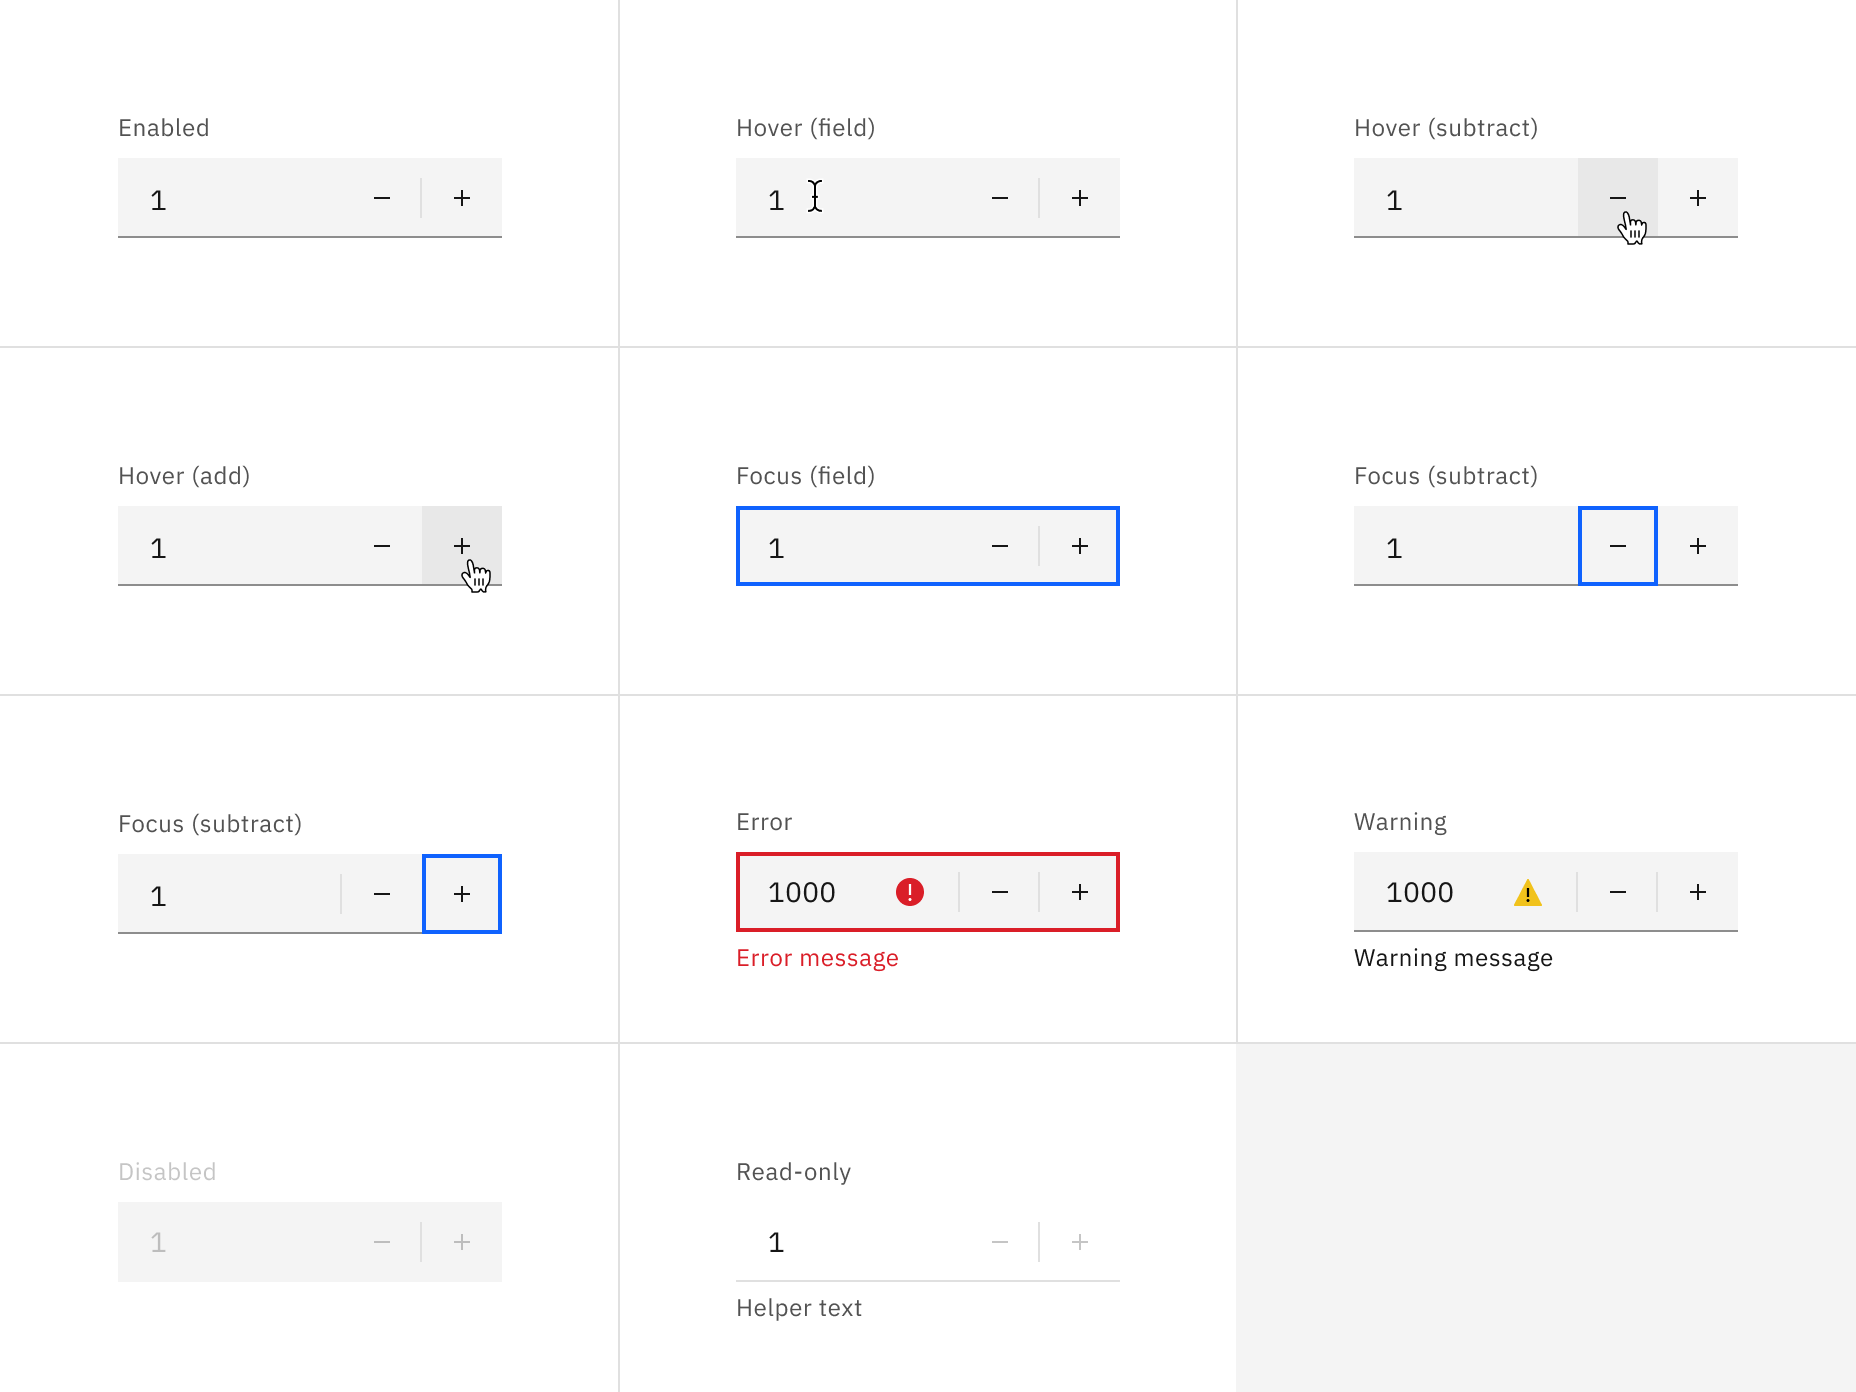 Enabled
1
Hover (field)
1
Hover (subtract)
1
Hover (add)
1
Focus (field)
1
Focus (subtract)
1
Focus (subtract)
1
Error
1000
Error message
Warning
1000
Warning message
Disabled
1
Read-only
1
Helper text